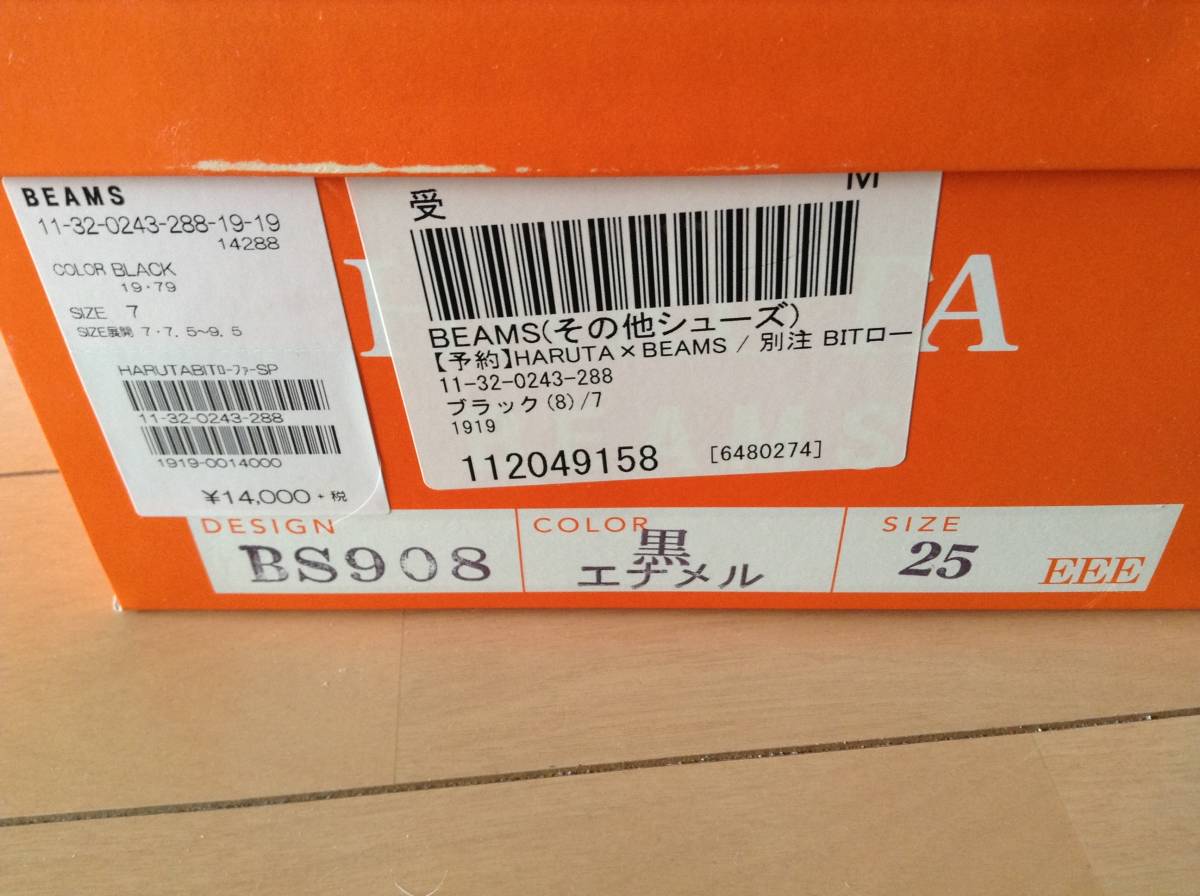 BEAMS
11-32-0243-288-19-19
14288
COLOR BLACK
19・79
SIZE 7
SIZE展開 7・7.5~9.5
HARUTABITローファーSP
11-32-0243-288
1919-0014000
¥14,000+税
受
BEAMS(その他シューズ)
【予約】HARUTA×BEAMS / 別注 BITロー
11-32-0243-288
ブラック(8)/7
1919
112049158 [6480274]
DESIGN
BS908
COLOR
黒
エナメル
SIZE
25 EEE